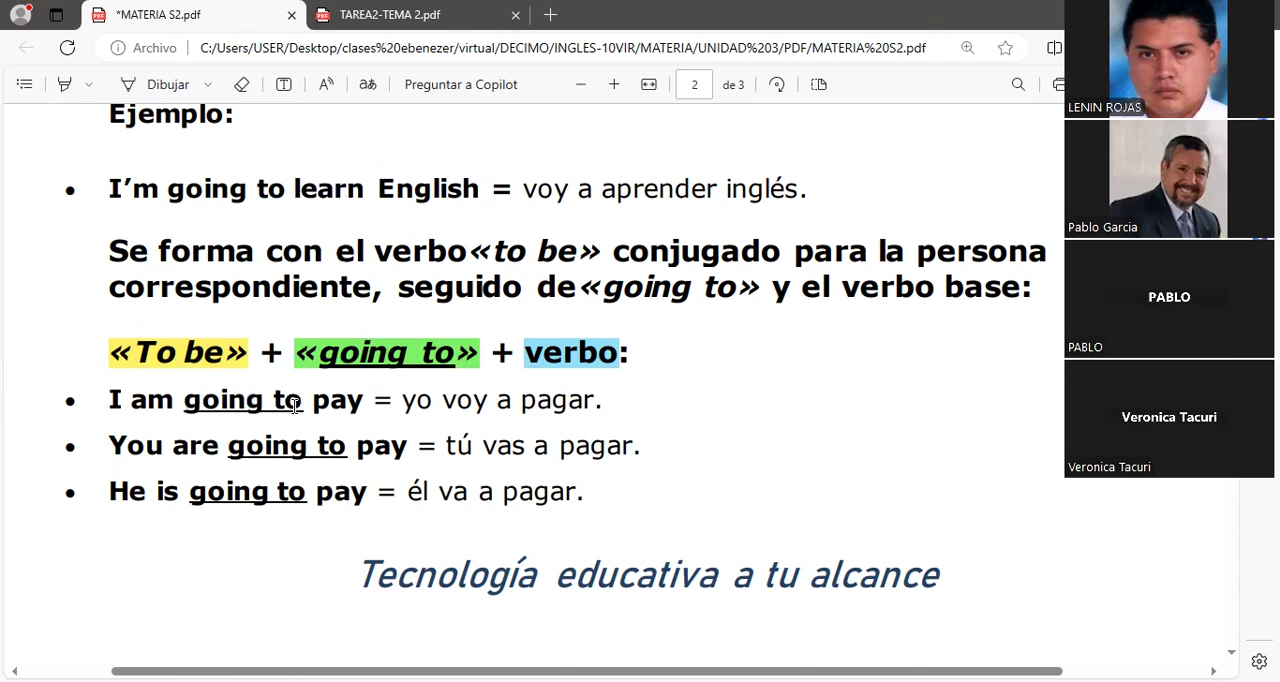 *MATERIA S2.pdf
TAREA2-TEMA 2.pdf
Archivo
C:/Users/USER/Desktop/clases%20ebenezer/virtual/DECIMO/INGLES-10VIR/MATERIA/UNIDAD%203/PDF/MATERIA%20S2.pdf
Dibujar
Preguntar a Copilot
2 de 3
Ejemplo:
• I'm going to learn English = voy a aprender inglés.
Se forma con el verbo«to be» conjugado para la persona
correspondiente, seguido de«going to» y el verbo base:
«To be» + «going to» + verbo:
• I am going to pay = yo voy a pagar.
• You are going to pay = tú vas a pagar.
• He is going to pay = él va a pagar.
Tecnología educativa a tu alcance
LENIN ROJAS
Pablo Garcia
PABLO
PABLO
Veronica Tacuri
Veronica Tacuri